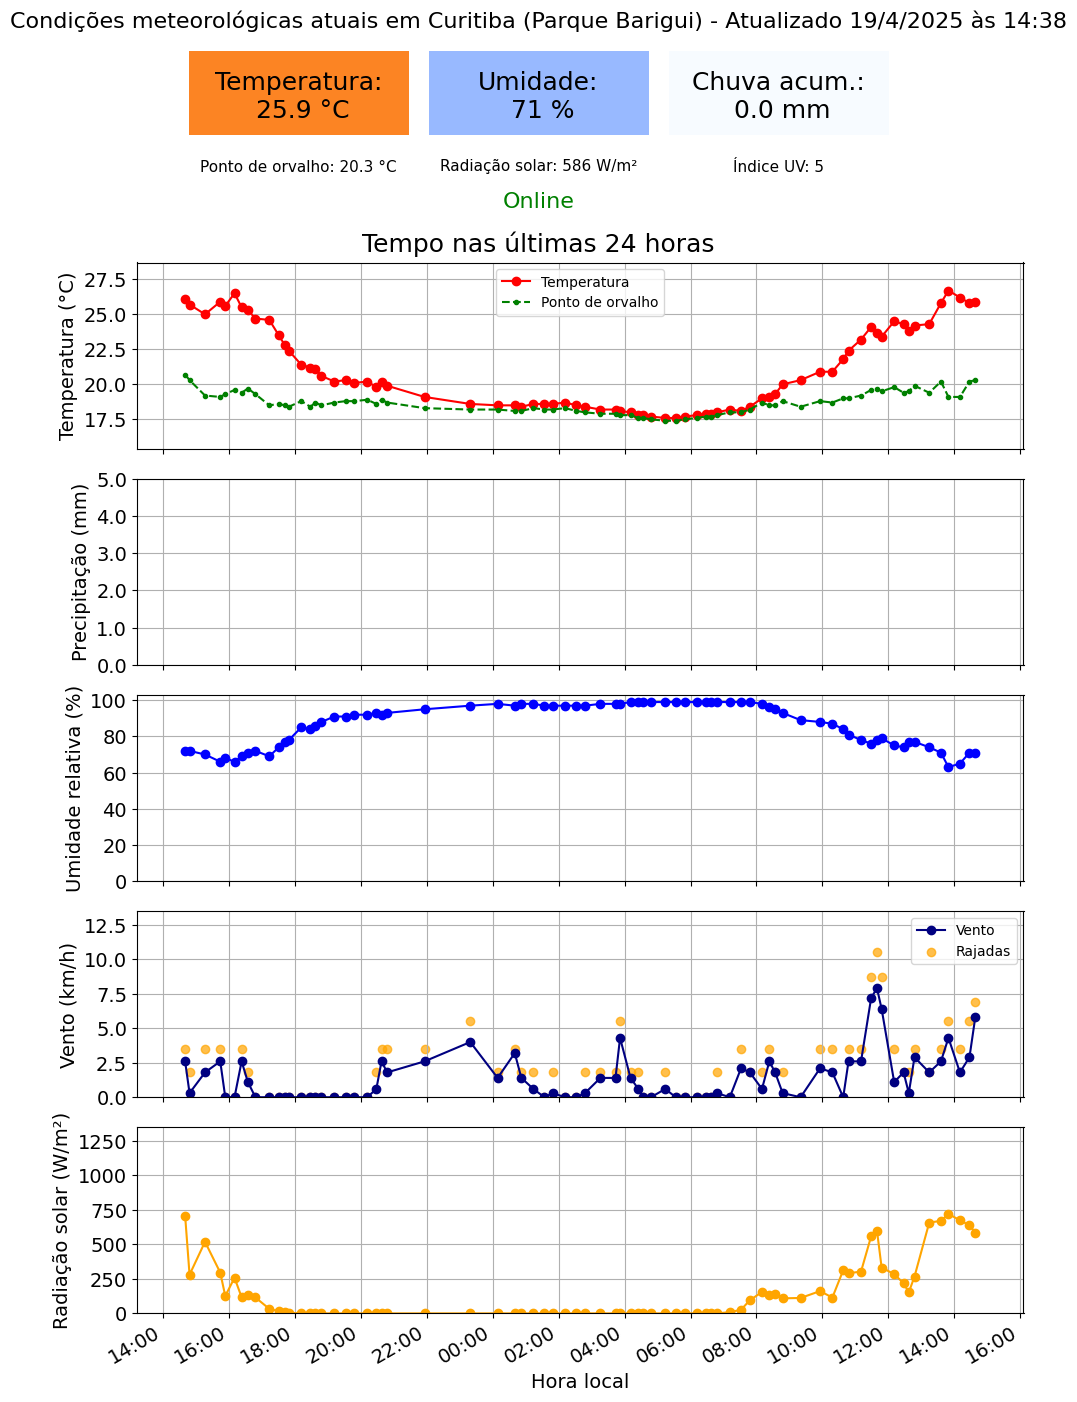 Condições meteorológicas atuais em Curitiba (Parque Barigui) - Atualizado 19/4/2025 às 14:38
Temperatura:
25.9 °C
Umidade:
71 %
Chuva acum.:
0.0 mm
Ponto de orvalho: 20.3 °C
Radiação solar: 586 W/m²
Índice UV: 5
Online
Tempo nas últimas 24 horas
Temperatura (°C)
27.5
25.0
22.5
20.0
17.5
Temperatura
Ponto de orvalho
Precipitação (mm)
5.0
4.0
3.0
2.0
1.0
0.0
Umidade relativa (%)
100
80
60
40
20
0
Vento (km/h)
12.5
10.0
7.5
5.0
2.5
0.0
Vento
Rajadas
Radiação solar (W/m²)
1250
1000
750
500
250
0
14:00
16:00
18:00
20:00
22:00
00:00
02:00
04:00
06:00
08:00
10:00
12:00
14:00
16:00
Hora local